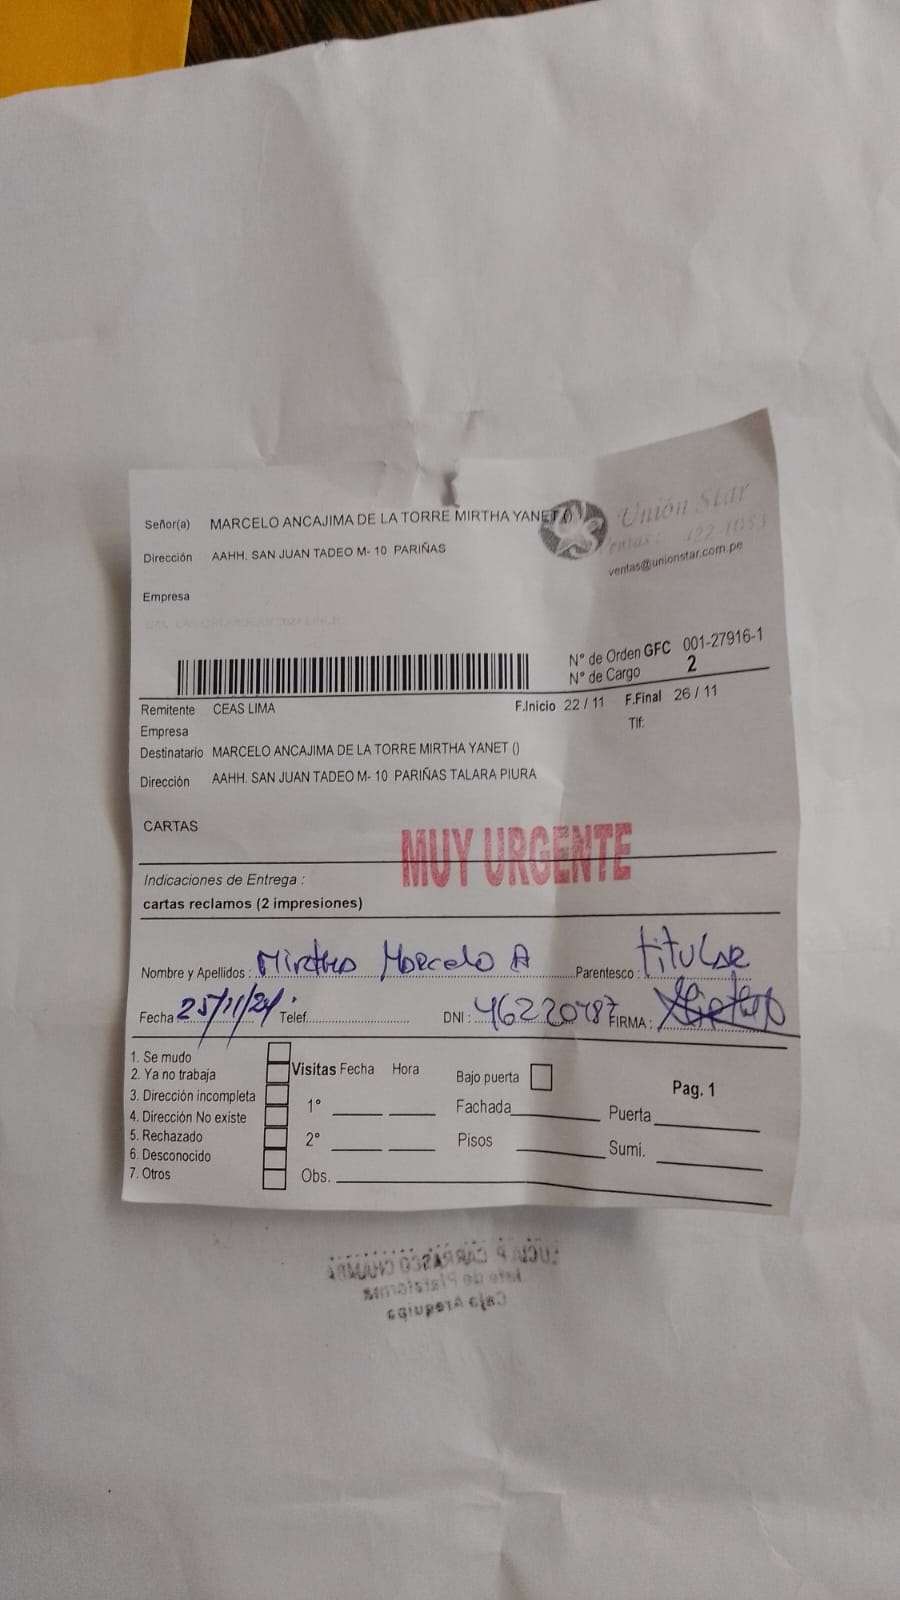 Señor(a) MARCELO ANCAJIMA DE LA TORRE MIRTHA YANET ()
Unión Star
Ventas: 422-1053
ventas@unionstar.com.pe
Dirección AAHH. SAN JUAN TADEO M- 10 PARIÑAS
Empresa
N° de Orden GFC 001-27916-1
N° de Cargo 2
Remitente CEAS LIMA
F.Inicio 22 / 11 F.Final 26 / 11
Empresa
Tlf:
Destinatario MARCELO ANCAJIMA DE LA TORRE MIRTHA YANET ()
Dirección AAHH. SAN JUAN TADEO M- 10 PARIÑAS TALARA PIURA
CARTAS
MUY URGENTE
Indicaciones de Entrega :
cartas reclamos (2 impresiones)
Nombre y Apellidos : Mirtha Marcelo A Parentesco : titular
Fecha 25/11/24 Telef. DNI : 46220787 FIRMA :
1. Se mudo
2. Ya no trabaja
3. Dirección incompleta
4. Dirección No existe
5. Rechazado
6. Desconocido
7. Otros
Visitas Fecha Hora
1°
2°
Obs.
Bajo puerta
Fachada
Pisos
Pag. 1
Puerta
Sumi.
Caja Arequipa